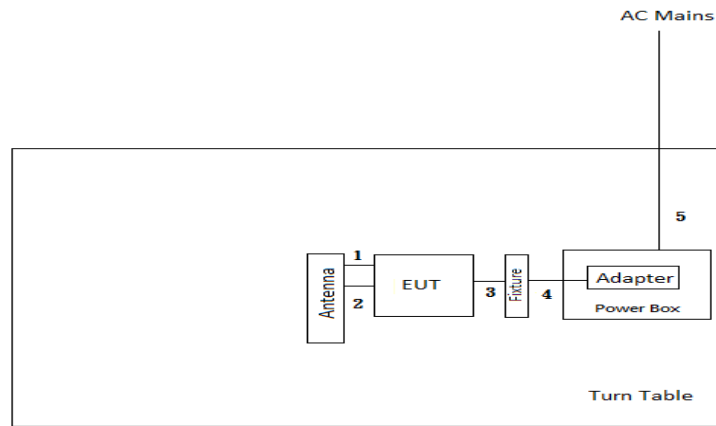 AC Mains
5
1
Antenna
EUT
2
3
Fixture
4
Adapter
Power Box
Turn Table